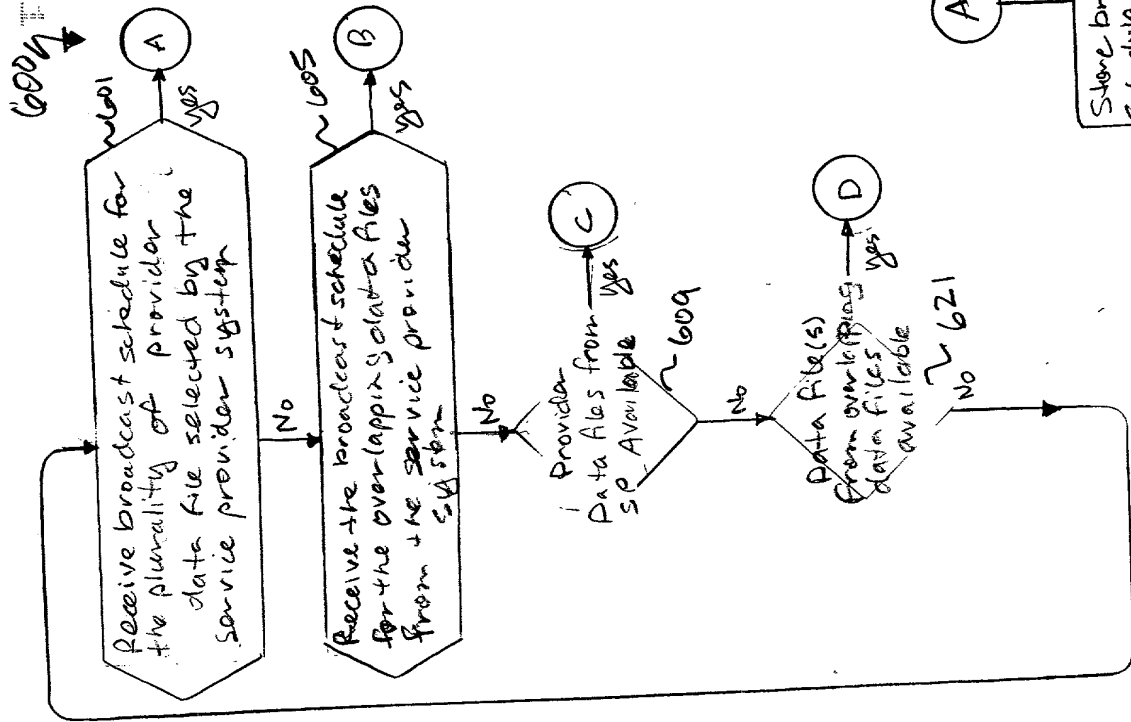 600
Receive broadcast schedule for
the plurality of provider
data file selected by the
service provider system
~601
yes
A
No
Receive the broadcast schedule
for the overlapping data files
from the service provider
system
~605
yes
B
No
Provider
Data files from
SP Available
yes
C
~609
No
Data file(s)
from overlapping
data files
available
yes
D
~621
No
A
Store